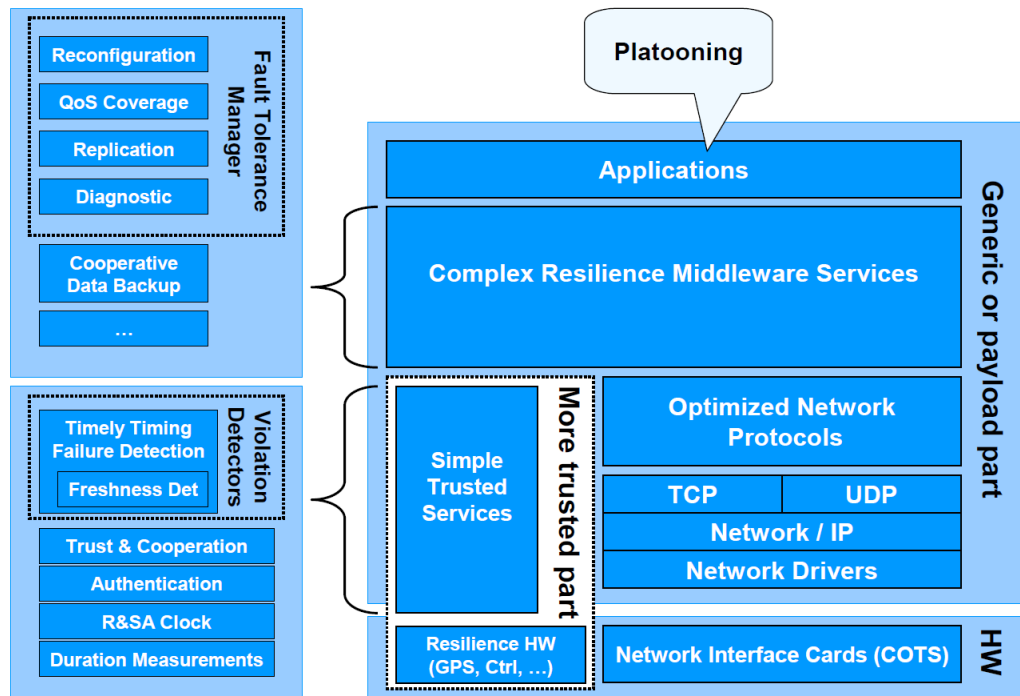 Reconfiguration
QoS Coverage
Replication
Diagnostic
Fault Tolerance
Manager
Cooperative
Data Backup
...
Timely Timing
Failure Detection
Freshness Det
Violation
Detectors
Trust & Cooperation
Authentication
R&SA Clock
Duration Measurements
Platooning
Applications
Complex Resilience Middleware Services
Generic or payload part
Simple
Trusted
Services
More trusted part
Optimized Network
Protocols
TCP
UDP
Network / IP
Network Drivers
Resilience HW
(GPS, Ctrl, ...)
Network Interface Cards (COTS)
HW